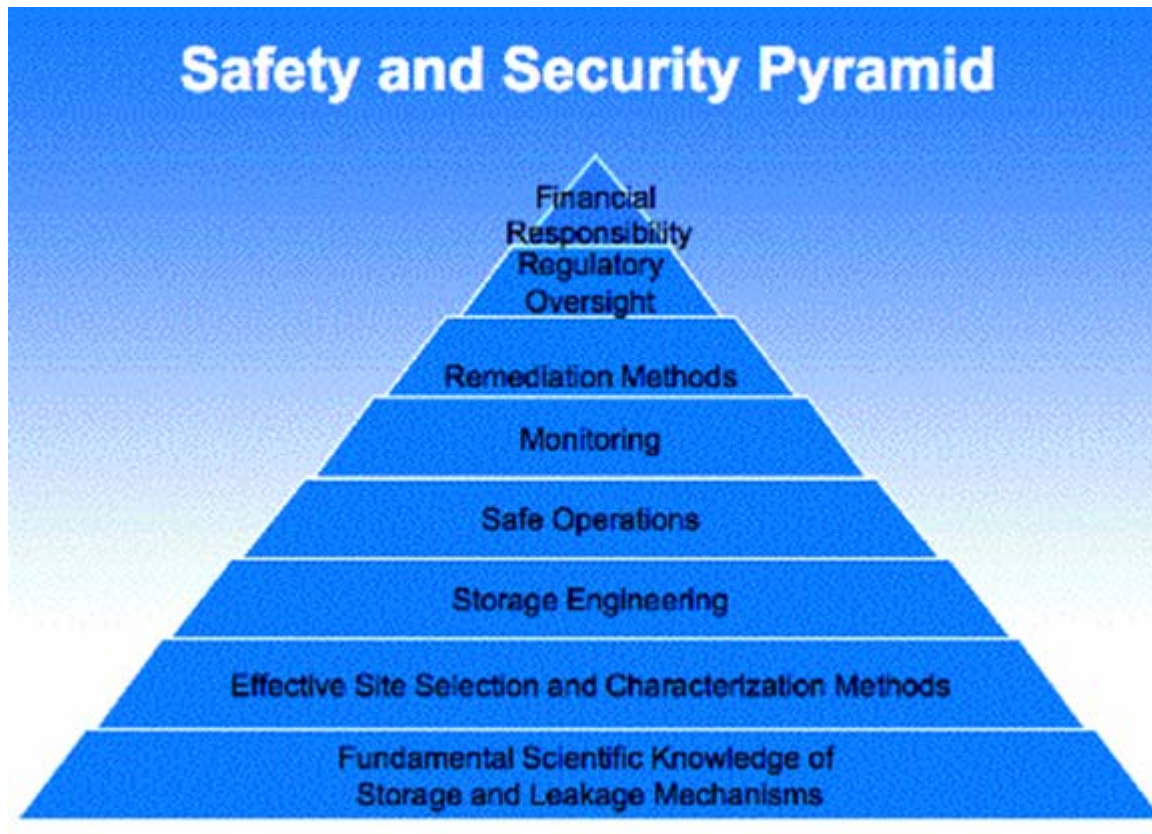 Safety and Security Pyramid
Financial
Responsibility
Regulatory
Oversight
Remediation Methods
Monitoring
Safe Operations
Storage Engineering
Effective Site Selection and Characterization Methods
Fundamental Scientific Knowledge of
Storage and Leakage Mechanisms